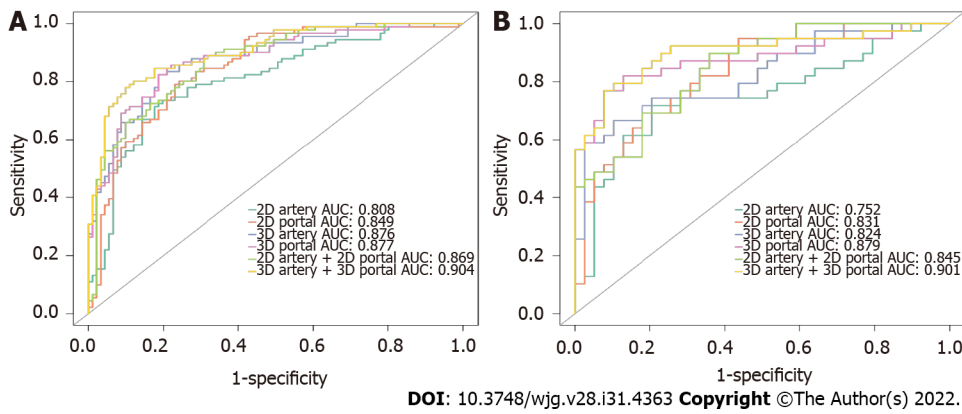 A
B
1.0
0.8
0.6
0.4
0.2
0.0
Sensitivity
2D artery AUC: 0.808
2D portal AUC: 0.849
3D artery AUC: 0.876
3D portal AUC: 0.877
2D artery + 2D portal AUC: 0.869
3D artery + 3D portal AUC: 0.904
0.0 0.2 0.4 0.6 0.8 1.0
1-specificity
1.0
0.8
0.6
0.4
0.2
0.0
Sensitivity
2D artery AUC: 0.752
2D portal AUC: 0.831
3D artery AUC: 0.824
3D portal AUC: 0.879
2D artery + 2D portal AUC: 0.845
3D artery + 3D portal AUC: 0.901
0.0 0.2 0.4 0.6 0.8 1.0
1-specificity
DOI: 10.3748/wjg.v28.i31.4363 Copyright ©The Author(s) 2022.